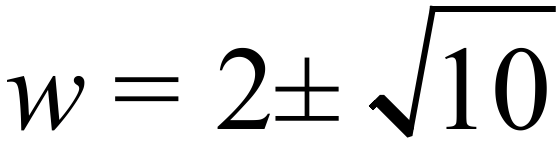 w = 2 ± √10